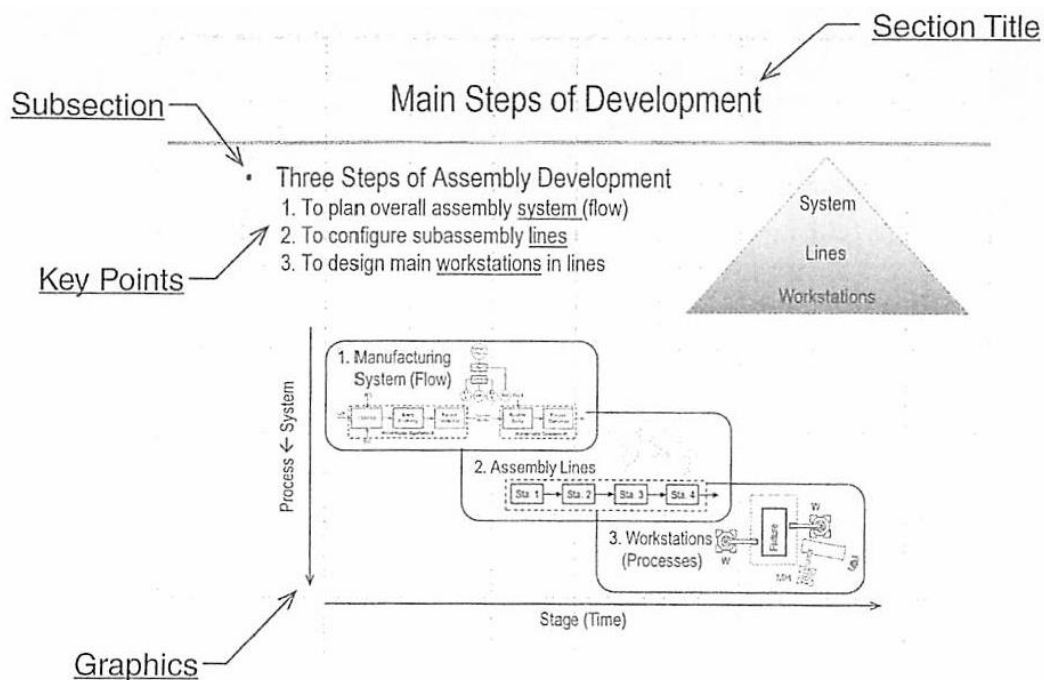 Section Title
Main Steps of Development
Subsection
• Three Steps of Assembly Development
1. To plan overall assembly system (flow)
2. To configure subassembly lines
3. To design main workstations in lines
Key Points
System
Lines
Workstations
Process ← System
1. Manufacturing
System (Flow)
2. Assembly Lines
Sta. 1
Sta. 2
Sta. 3
Sta. 4
3. Workstations
(Processes)
W
Fixture
W
MH
Stage (Time)
Graphics